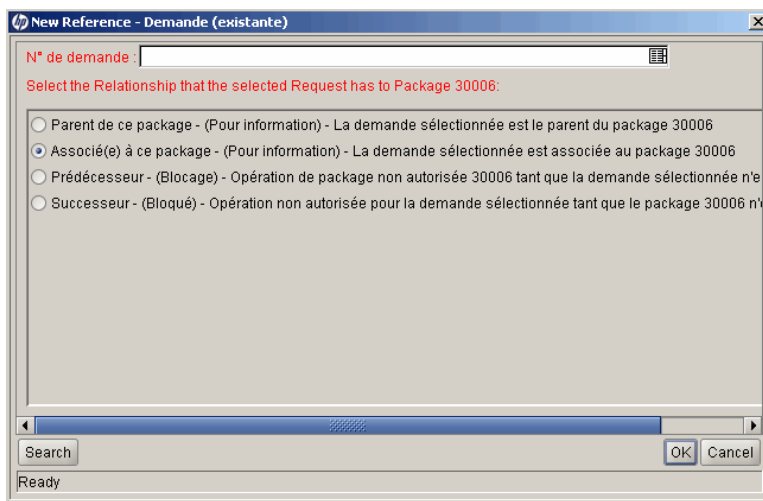 New Reference - Demande (existante)
N° de demande :
Select the Relationship that the selected Request has to Package 30006:
Parent de ce package - (Pour information) - La demande sélectionnée est le parent du package 30006
Associé(e) à ce package - (Pour information) - La demande sélectionnée est associée au package 30006
Prédécesseur - (Blocage) - Opération de package non autorisée 30006 tant que la demande sélectionnée n'e
Successeur - (Bloqué) - Opération non autorisée pour la demande sélectionnée tant que le package 30006 n'
Search OK Cancel
Ready